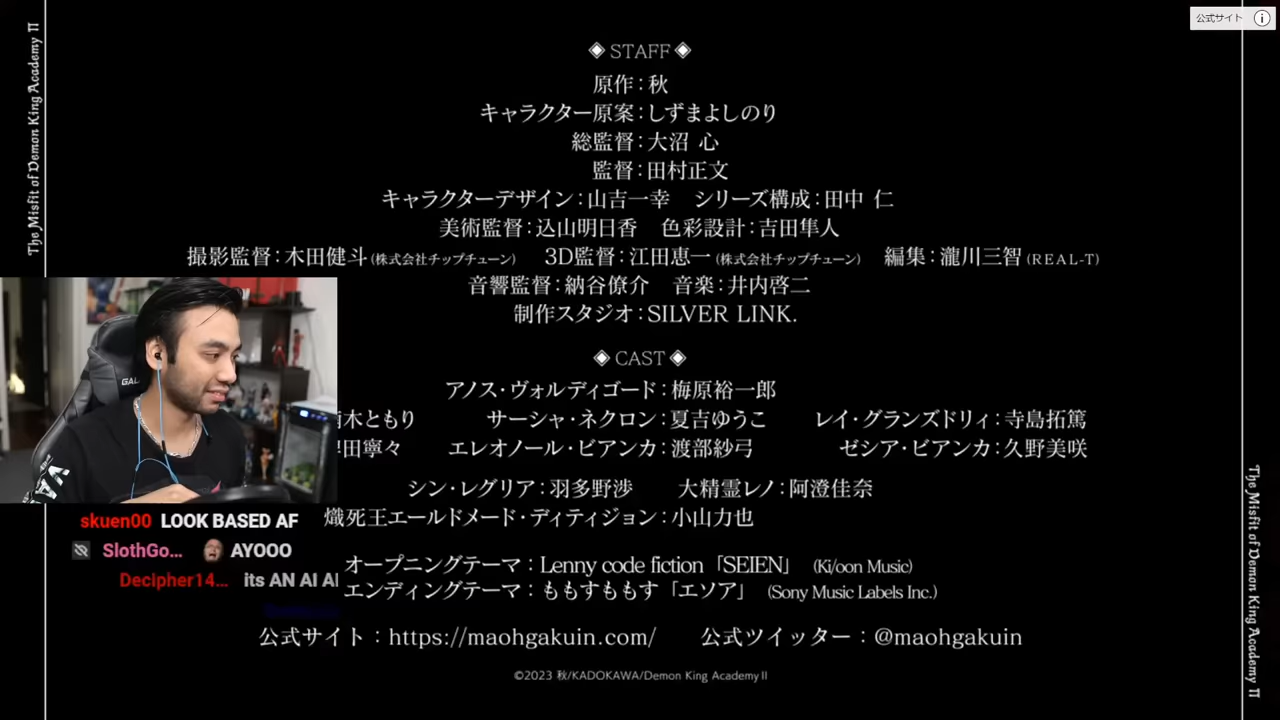 公式サイト
The Misfit of Demon King Academy II
◈ STAFF ◈
原作：秋
キャラクター原案：しずまよしのり
総監督：大沼 心
監督：田村正文
キャラクターデザイン：山吉一幸 シリーズ構成：田中 仁
美術監督：込山明日香 色彩設計：吉田隼人
撮影監督：木田健斗（株式会社チップチューン） 3D監督：江田恵一（株式会社チップチューン） 編集：瀧川三智（REAL-T）
音響監督：納谷僚介 音楽：井内啓二
制作スタジオ：SILVER LINK.
◈ CAST ◈
アノス・ヴォルディゴード：梅原裕一郎
木ともり サーシャ・ネクロン：夏吉ゆうこ レイ・グランズドリィ：寺島拓篤
田寧々 エレオノール・ビアンカ：渡部紗弓 ゼシア・ビアンカ：久野美咲
シン・レグリア：羽多野渉 大精霊レノ：阿澄佳奈
熾死王エールドメード・ディティジョン：小山力也
オープニングテーマ：Lenny code fiction「SEIEN」（Ki/oon Music）
エンディングテーマ：ももすももす「エソア」（Sony Music Labels Inc.）
公式サイト：https://maohgakuin.com/ 公式ツイッター：@maohgakuin
©2023 秋/KADOKAWA/Demon King Academy II
The Misfit of Demon King Academy II
GAL
skuen00 LOOK BASED AF
SlothGo... AYOOO
Decipher14... its AN AI AI